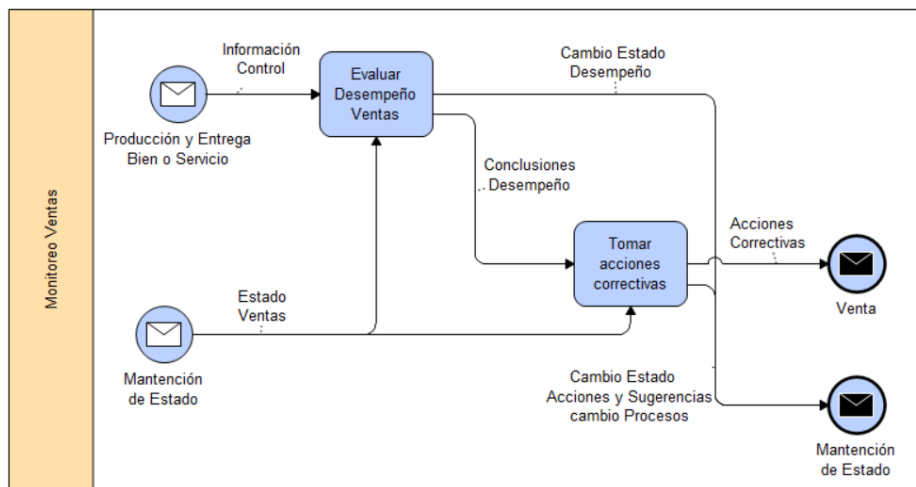 Monitoreo Ventas
Información
Control
Producción y Entrega
Bien o Servicio
Evaluar
Desempeño
Ventas
Cambio Estado
Desempeño
Conclusiones
Desempeño
Tomar
acciones
correctivas
Acciones
Correctivas
Venta
Estado
Ventas
Mantención
de Estado
Cambio Estado
Acciones y Sugerencias
cambio Procesos
Mantención
de Estado